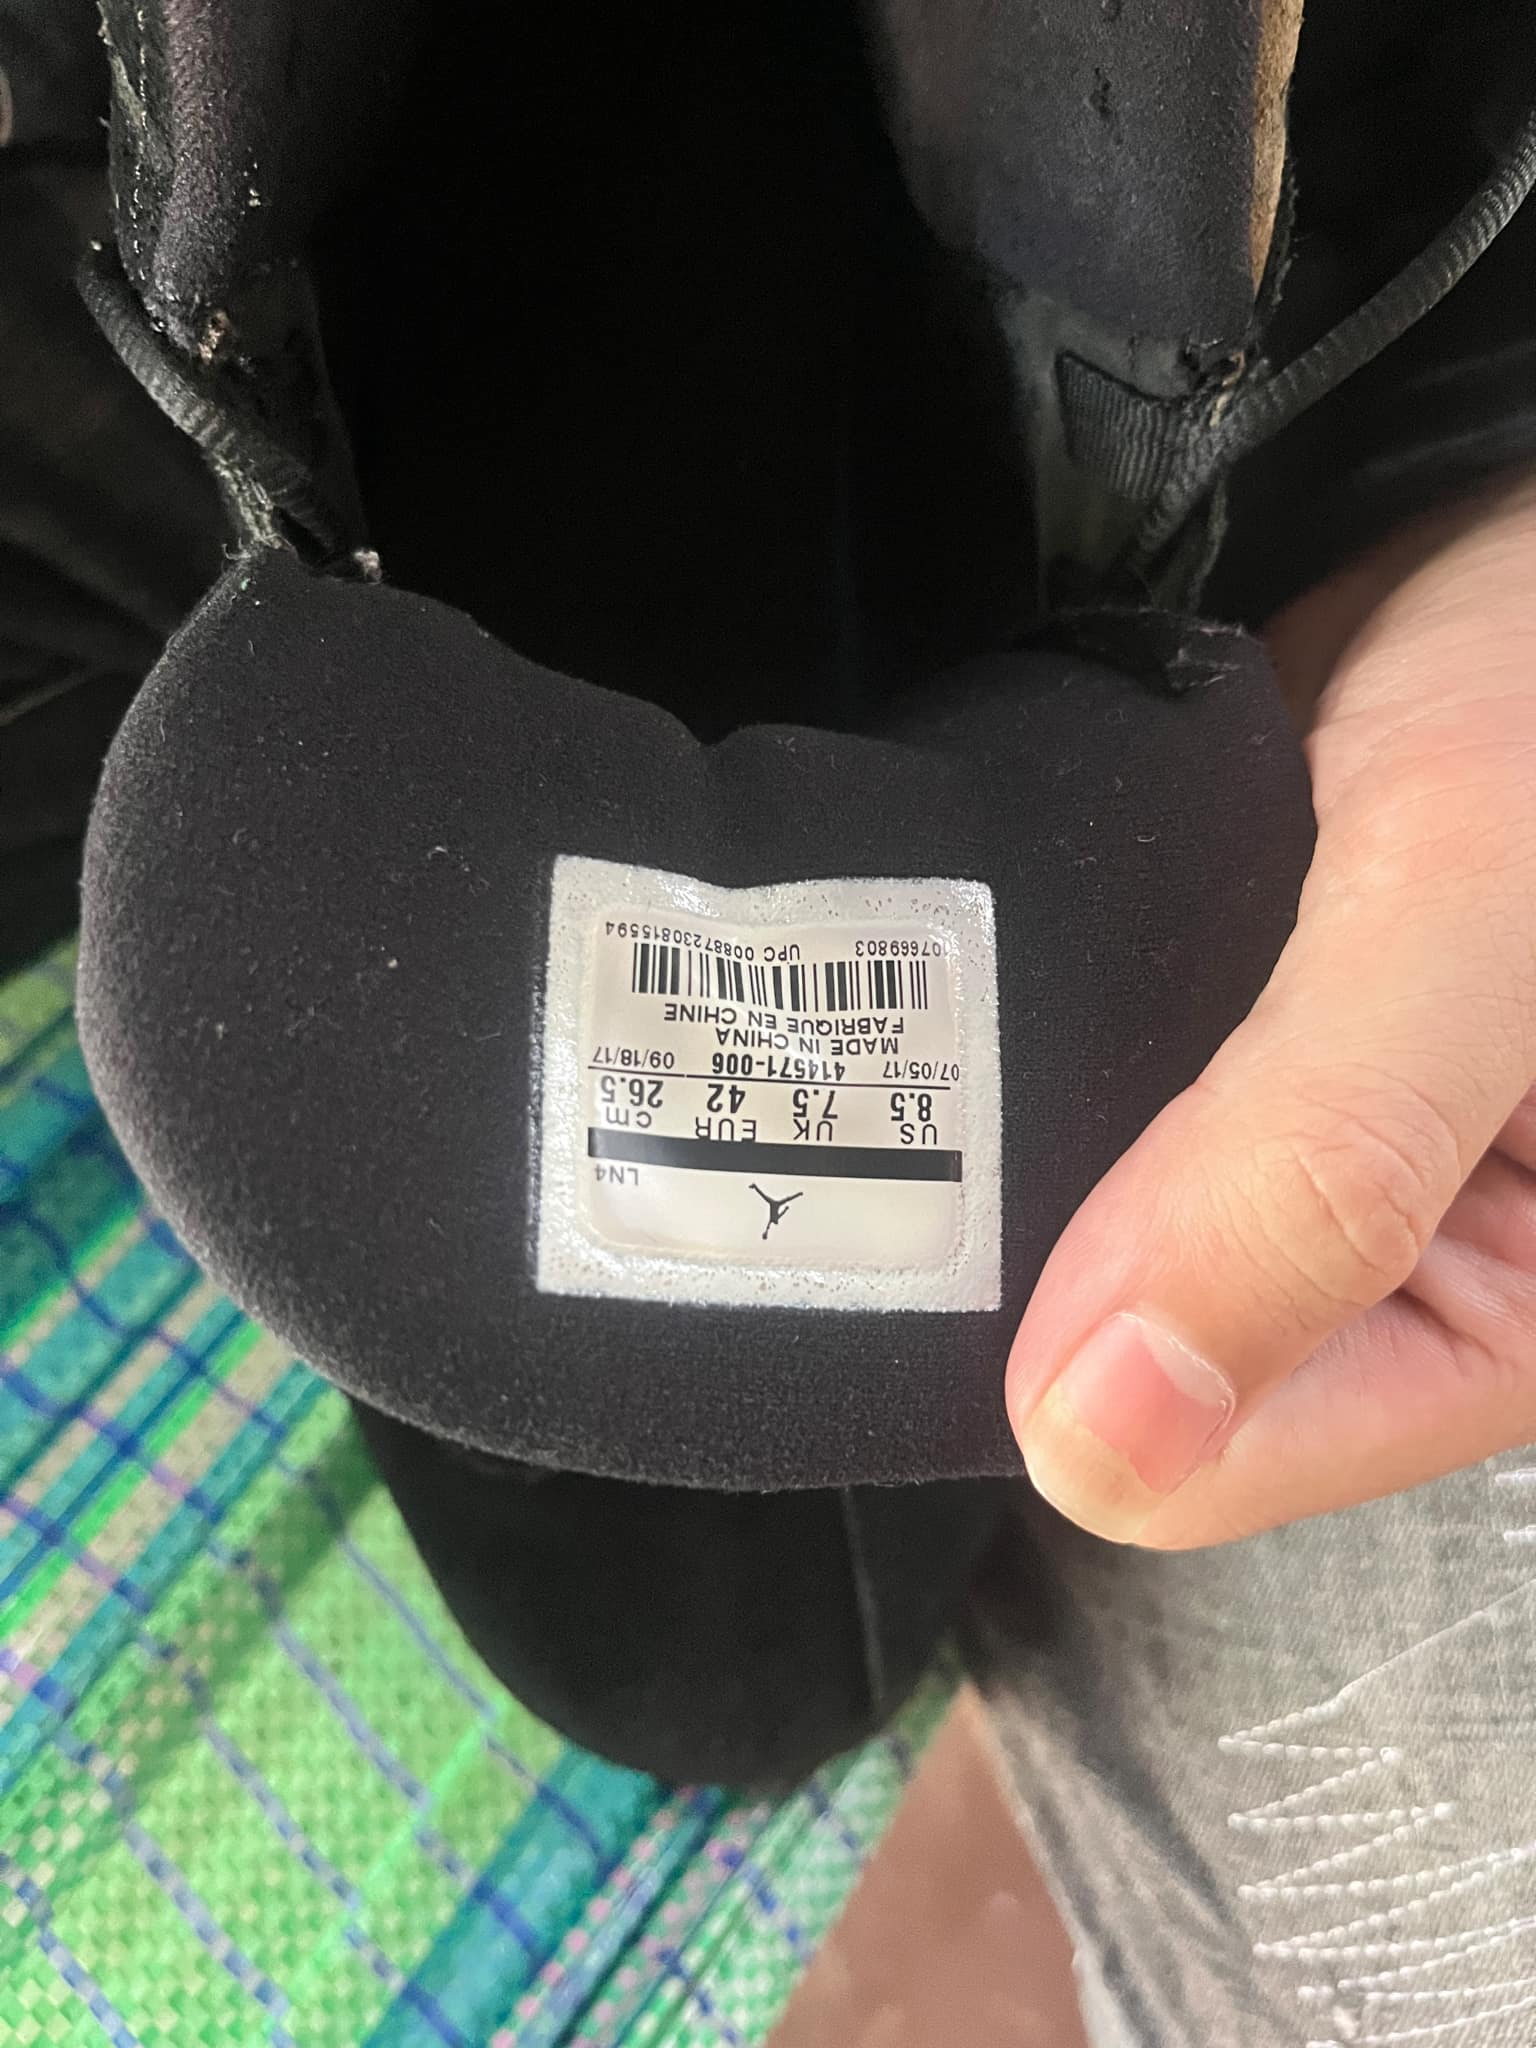 LN4
US UK EUR cm
8.5 7.5 42 26.5
07/05/17 414571-006 09/18/17
MADE IN CHINA
FABRIQUE EN CHINE
UPC 00887230815594